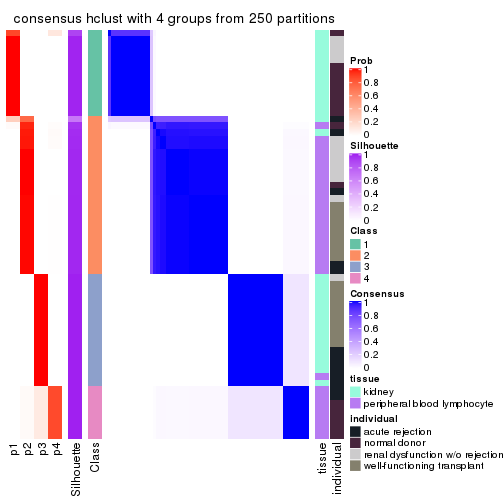 consensus hclust with 4 groups from 250 partitions
p1
p2
p3
p4
Silhouette
Class
tissue
individual
Prob
1
0.8
0.6
0.4
0.2
0
Silhouette
1
0.8
0.6
0.4
0.2
0
Class
1
2
3
4
Consensus
1
0.8
0.6
0.4
0.2
0
tissue
kidney
peripheral blood lymphocyte
individual
acute rejection
normal donor
renal dysfunction w/o rejection
well-functioning transplant